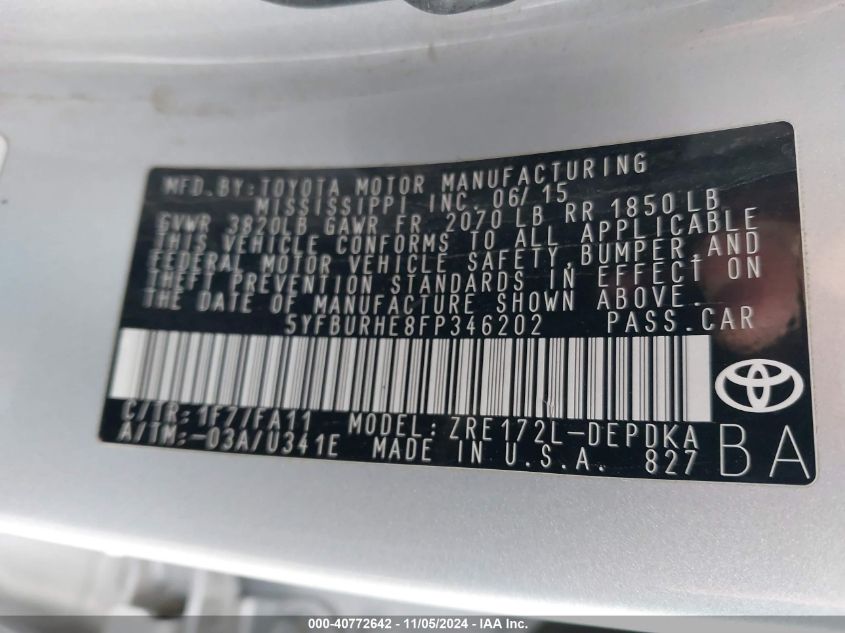 MFD. BY: TOYOTA MOTOR MANUFACTURING
MISSISSIPPI INC. 06/15
GVWR 3820LB GAWR FR 2070 LB RR 1850LB
THIS VEHICLE CONFORMS TO ALL APPLICABLE
FEDERAL MOTOR VEHICLE SAFETY, BUMPER, AND
THEFT PREVENTION STANDARDS IN EFFECT ON
THE DATE OF MANUFACTURE SHOWN ABOVE.
5YFBURHE8FP346202 PASS.CAR
C/TR: 1F7/FA11 MODEL: ZRE172L-DEPDKA
A/TM: -03A/U341E MADE IN U.S.A. 827 BA
000-40772642 - 11/05/2024 - IAA Inc.